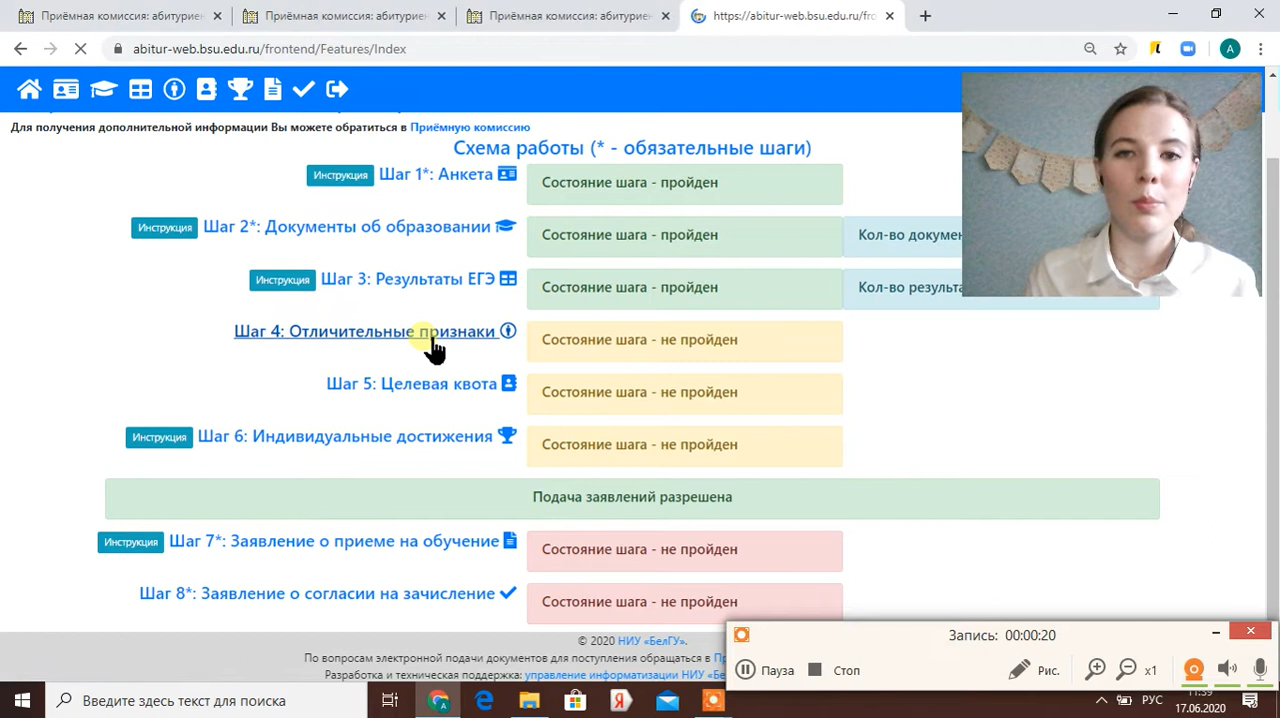 Приёмная комиссия: абитуриен
Приёмная комиссия: абитуриен
Приёмная комиссия: абитуриен
https://abitur-web.bsu.edu.ru/fro
abitur-web.bsu.edu.ru/frontend/Features/Index
A
Для получения дополнительной информации Вы можете обратиться в Приёмную комиссию
Схема работы (* - обязательные шаги)
Инструкция Шаг 1*: Анкета Состояние шага - пройден
Инструкция Шаг 2*: Документы об образовании Состояние шага - пройден Кол-во докумен
Инструкция Шаг 3: Результаты ЕГЭ Состояние шага - пройден Кол-во результа
Шаг 4: Отличительные признаки Состояние шага - не пройден
Шаг 5: Целевая квота Состояние шага - не пройден
Инструкция Шаг 6: Индивидуальные достижения Состояние шага - не пройден
Подача заявлений разрешена
Инструкция Шаг 7*: Заявление о приеме на обучение Состояние шага - не пройден
Шаг 8*: Заявление о согласии на зачисление Состояние шага - не пройден
© 2020 НИУ «БелГУ».
По вопросам электронной подачи документов для поступления обращаться в Пр
Разработка и техническая поддержка: управление информатизации НИУ «Бел
Запись: 00:00:20
Пауза Стоп Рис. x1
Введите здесь текст для поиска
РУС
11:39
17.06.2020